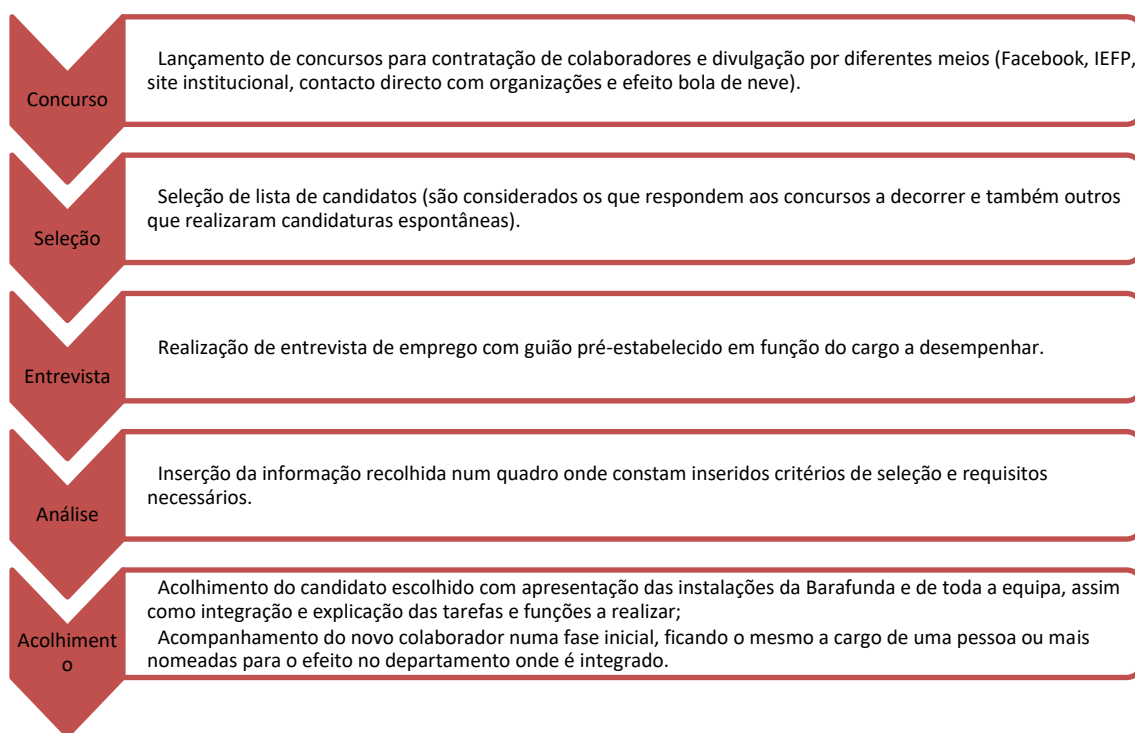 Concurso
Lançamento de concursos para contratação de colaboradores e divulgação por diferentes meios (Facebook, IEFP,
site institucional, contacto directo com organizações e efeito bola de neve).
Seleção
Seleção de lista de candidatos (são considerados os que respondem aos concursos a decorrer e também outros
que realizaram candidaturas espontâneas).
Entrevista
Realização de entrevista de emprego com guião pré-estabelecido em função do cargo a desempenhar.
Análise
Inserção da informação recolhida num quadro onde constam inseridos critérios de seleção e requisitos
necessários.
Acolhiment
o
Acolhimento do candidato escolhido com apresentação das instalações da Barafunda e de toda a equipa, assim
como integração e explicação das tarefas e funções a realizar;
Acompanhamento do novo colaborador numa fase inicial, ficando o mesmo a cargo de uma pessoa ou mais
nomeadas para o efeito no departamento onde é integrado.